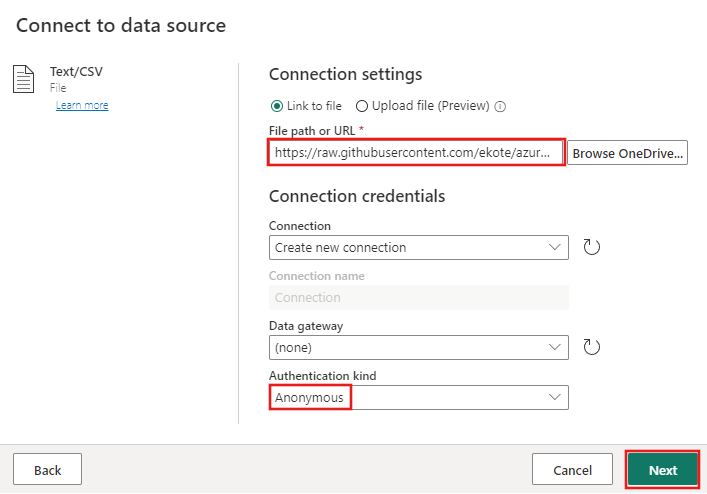 Connect to data source
Text/CSV
File
Learn more
Connection settings
Link to file
Upload file (Preview)
File path or URL *
https://raw.githubusercontent.com/ekote/azur...
Browse OneDrive...
Connection credentials
Connection
Create new connection
Connection name
Connection
Data gateway
(none)
Authentication kind
Anonymous
Back
Cancel
Next